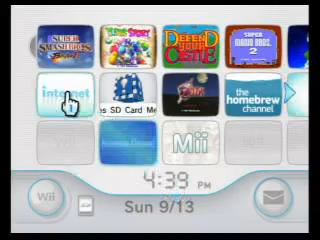 SUPER
SMASH BROS.
BRAWL
YOSHI'S STORY
DEFEND
YOUR
CASTLE
SUPER
MARIO BROS.
2
internet
es SD Card Me
the
homebrew
channel
Mii
4:39 PM
Wii
Sun 9/13